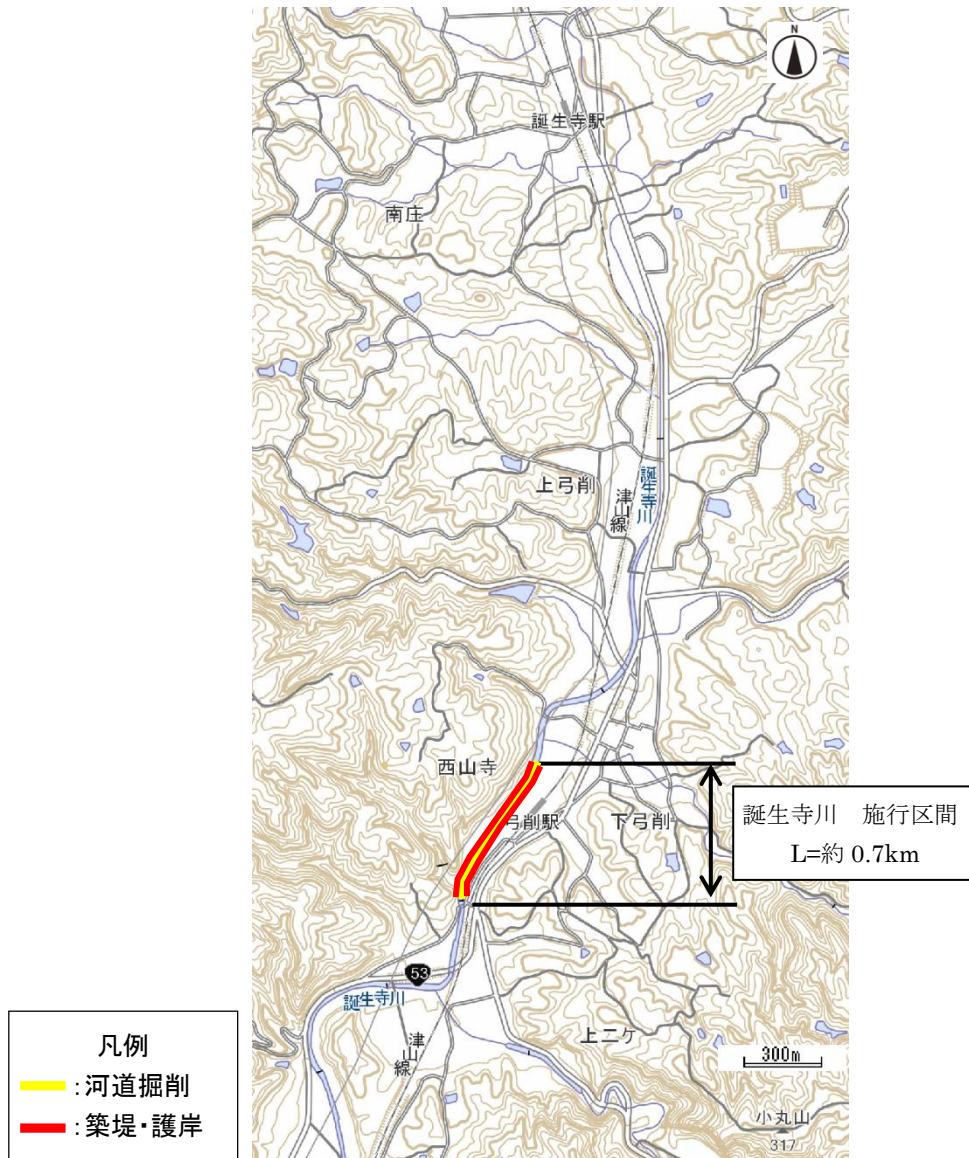 N
誕生寺駅
南庄
上弓削
津山線
誕生寺川
西山寺
弓削駅
下弓削
誕生寺川 施行区間
L=約 0.7km
53
誕生寺川
津山線
上二ケ
300m
小丸山
317
凡例
:河道掘削
:築堤・護岸